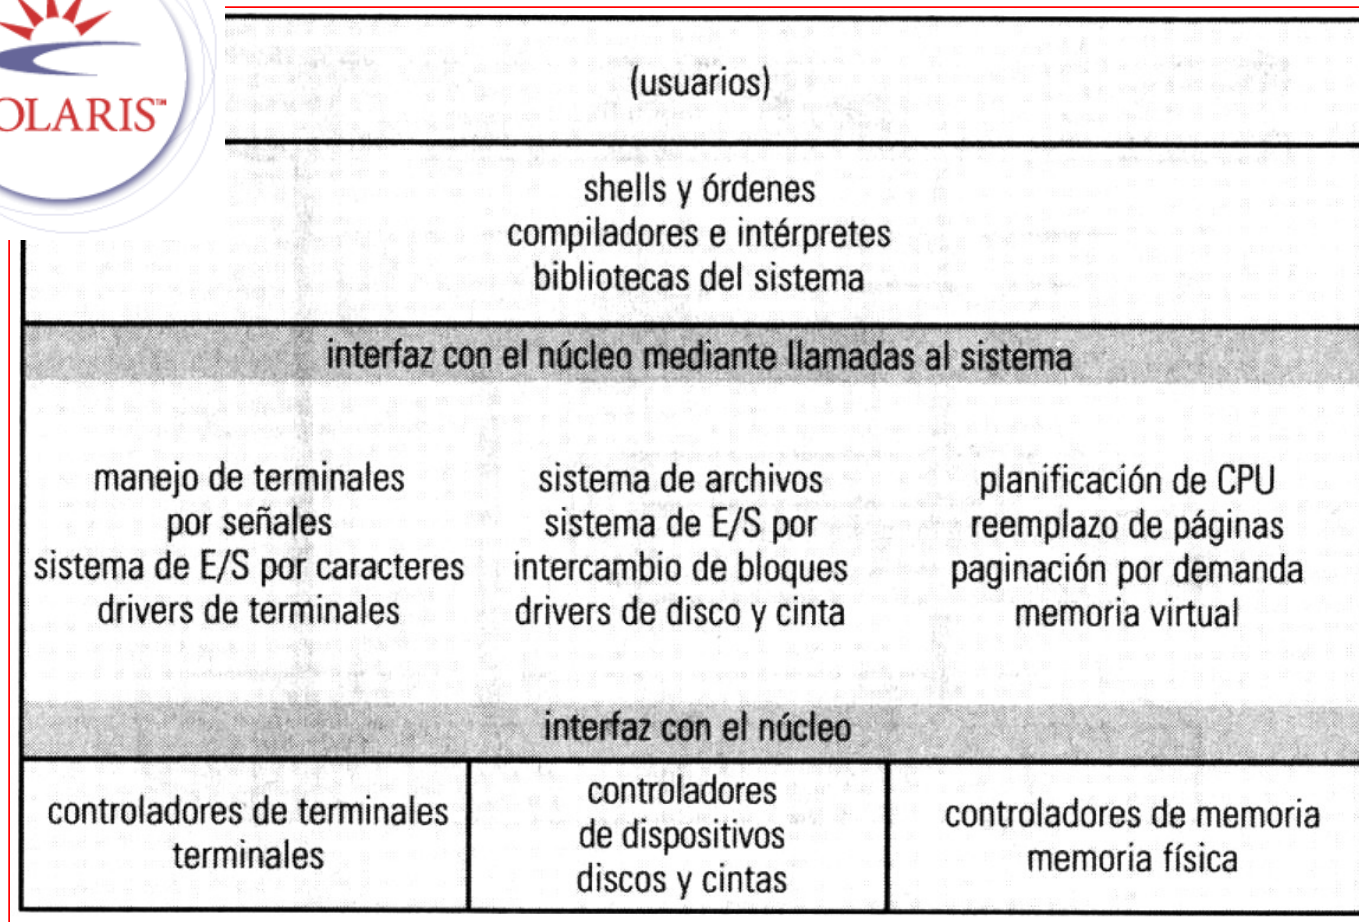 OLARIS™
(usuarios)
shells y órdenes
compiladores e intérpretes
bibliotecas del sistema
interfaz con el núcleo mediante llamadas al sistema
manejo de terminales
por señales
sistema de E/S por caracteres
drivers de terminales
sistema de archivos
sistema de E/S por
intercambio de bloques
drivers de disco y cinta
planificación de CPU
reemplazo de páginas
paginación por demanda
memoria virtual
interfaz con el núcleo
controladores de terminales
terminales
controladores
de dispositivos
discos y cintas
controladores de memoria
memoria física